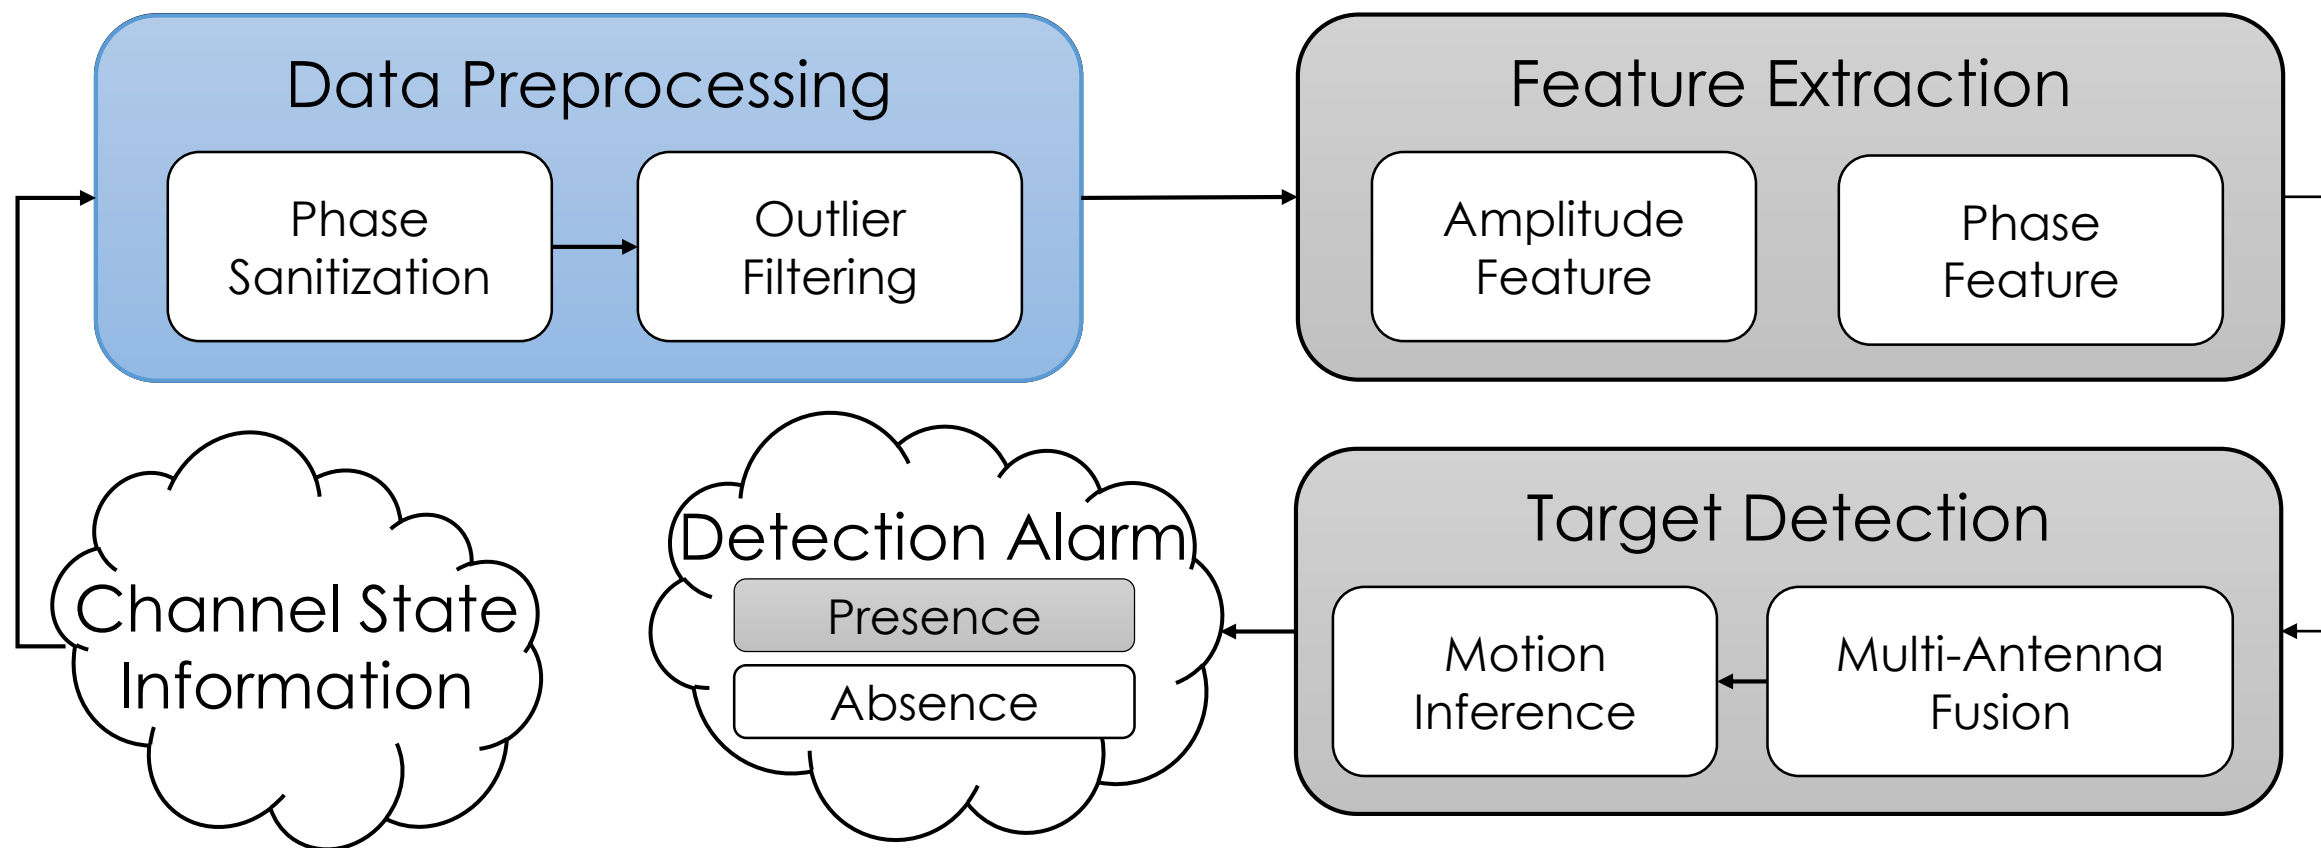 Data Preprocessing
Phase
Sanitization
Outlier
Filtering
Feature Extraction
Amplitude
Feature
Phase
Feature
Channel State
Information
Detection Alarm
Presence
Absence
Target Detection
Motion
Inference
Multi-Antenna
Fusion